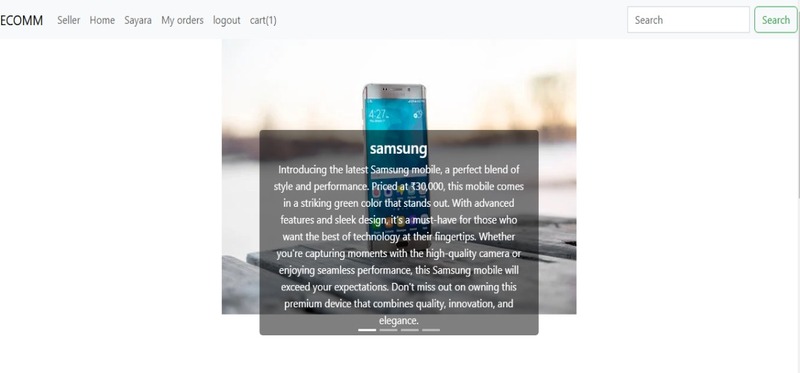 ECOMM Seller Home Sayara My orders logout cart(1) Search Search
4:27
samsung
Introducing the latest Samsung mobile, a perfect blend of
style and performance. Priced at ₹30,000, this mobile comes
in a striking green color that stands out. With advanced
features and sleek design, it's a must-have for those who
want the best of technology at their fingertips. Whether
you're capturing moments with the high-quality camera or
enjoying seamless performance, this Samsung mobile will
exceed your expectations. Don't miss out on owning this
premium device that combines quality, innovation, and
elegance.